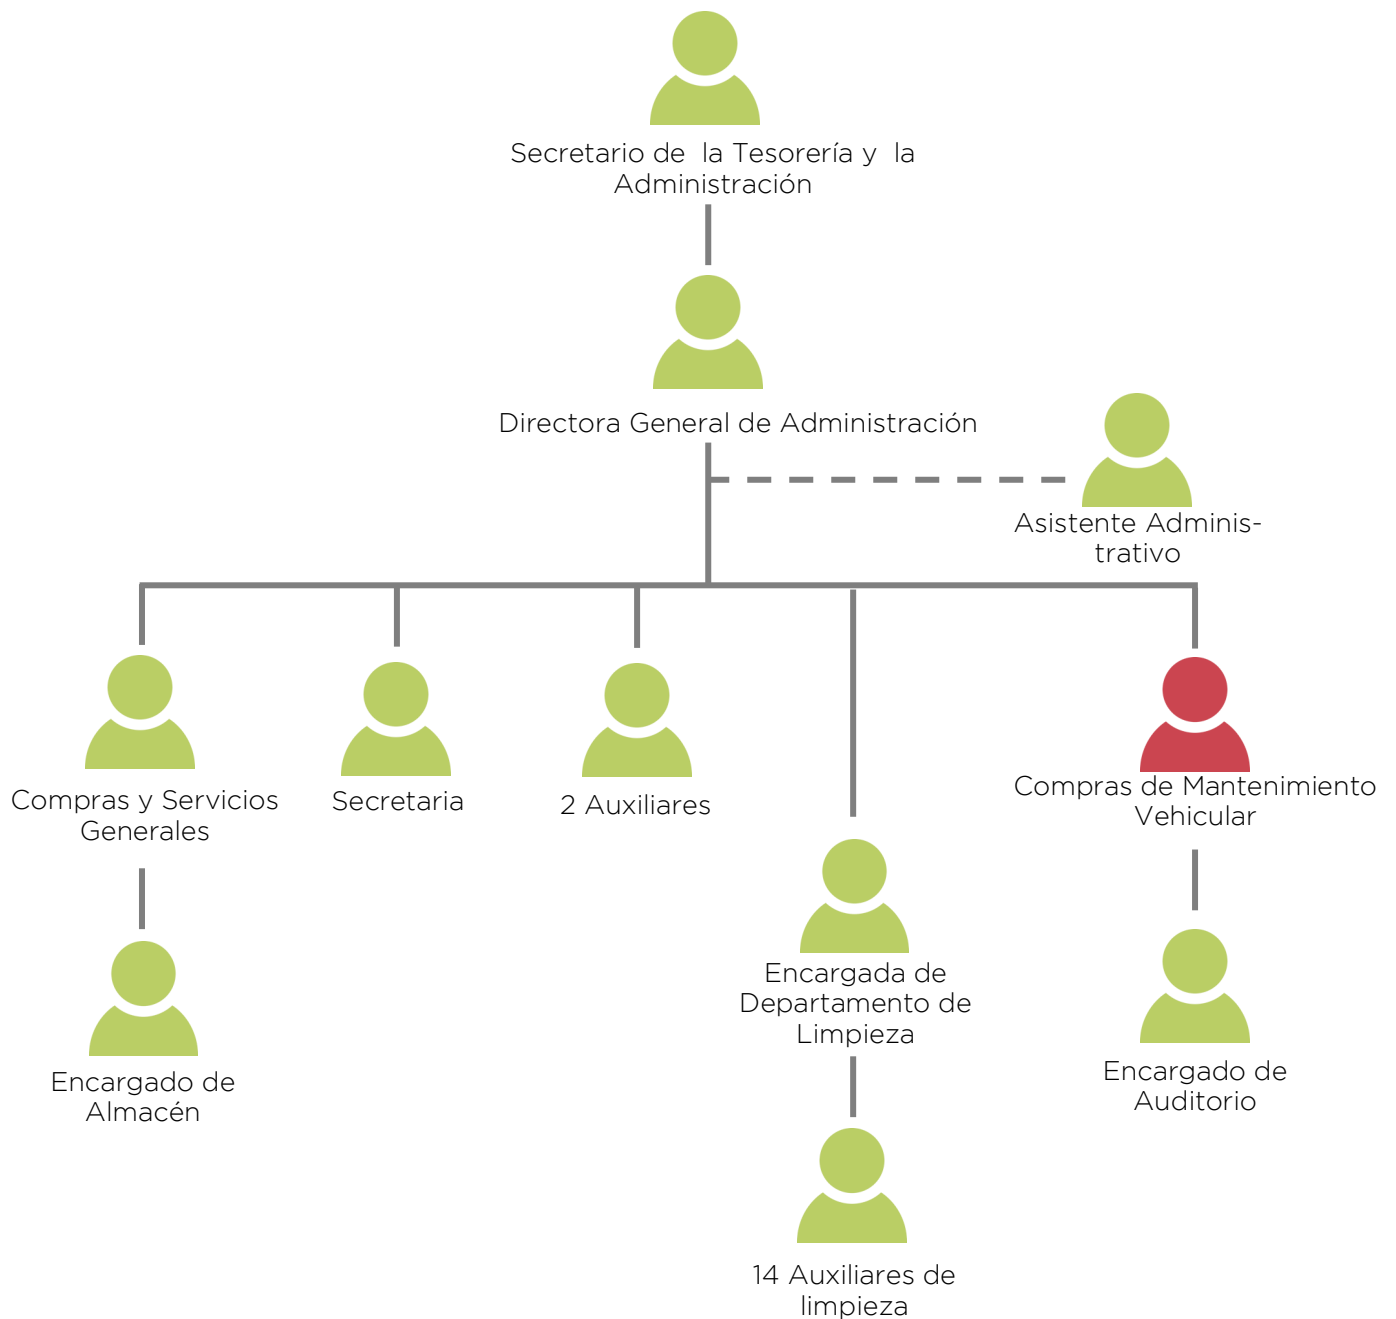 Secretario de la Tesorería y la
Administración
Directora General de Administración
Asistente Adminis-
trativo
Compras y Servicios
Generales
Secretaria
2 Auxiliares
Compras de Mantenimiento
Vehicular
Encargada de
Departamento de
Limpieza
Encargado de
Almacén
Encargado de
Auditorio
14 Auxiliares de
limpieza